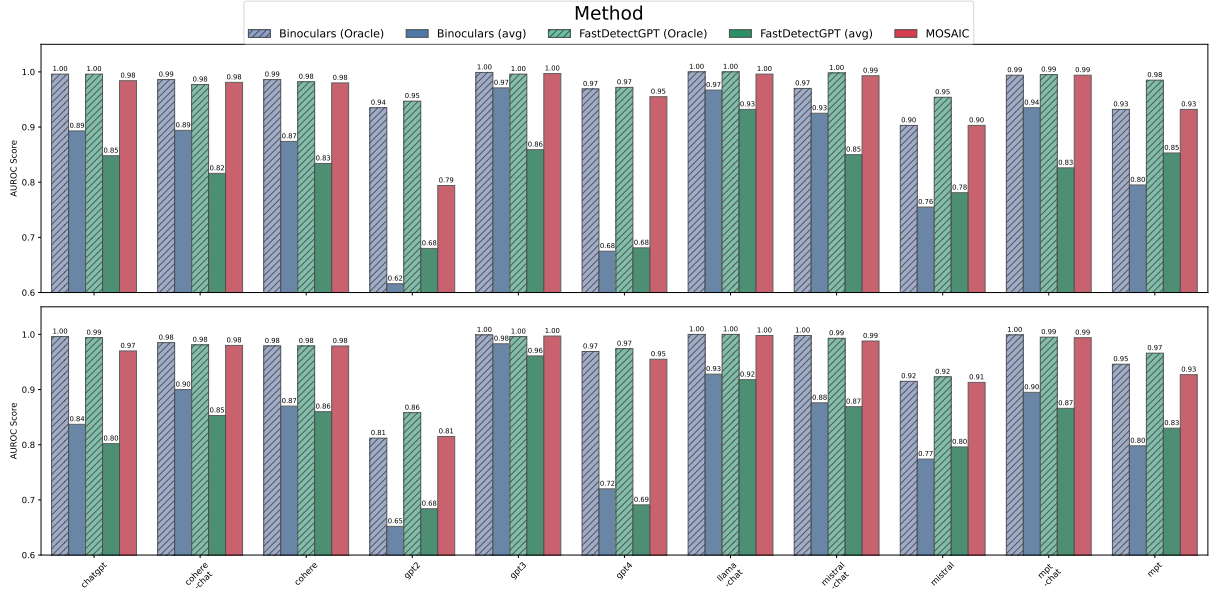 Method
Binoculars (Oracle) Binoculars (avg) FastDetectGPT (Oracle) FastDetectGPT (avg) MOSAIC
AUROC Score
1.0
0.9
0.8
0.7
0.6
1.00 0.89 1.00 0.85 0.98
0.99 0.89 0.98 0.82 0.98
0.99 0.87 0.98 0.83 0.98
0.94 0.62 0.95 0.68 0.79
1.00 0.97 1.00 0.86 1.00
0.97 0.68 0.97 0.68 0.95
1.00 0.97 1.00 0.93 1.00
0.97 0.93 1.00 0.85 0.99
0.90 0.76 0.95 0.78 0.90
0.99 0.94 0.99 0.83 0.99
0.93 0.80 0.98 0.85 0.93
AUROC Score
1.0
0.9
0.8
0.7
0.6
1.00 0.84 0.99 0.80 0.97
0.98 0.90 0.98 0.85 0.98
0.98 0.87 0.98 0.86 0.98
0.81 0.65 0.86 0.68 0.81
1.00 0.98 1.00 0.96 1.00
0.97 0.72 0.97 0.69 0.95
1.00 0.93 1.00 0.92 1.00
1.00 0.88 0.99 0.87 0.99
0.92 0.77 0.92 0.80 0.91
1.00 0.90 0.99 0.87 0.99
0.95 0.80 0.97 0.83 0.93
chatgpt
cohere
-chat
cohere
gpt2
gpt3
gpt4
llama
-chat
mistral
-chat
mistral
mpt
-chat
mpt